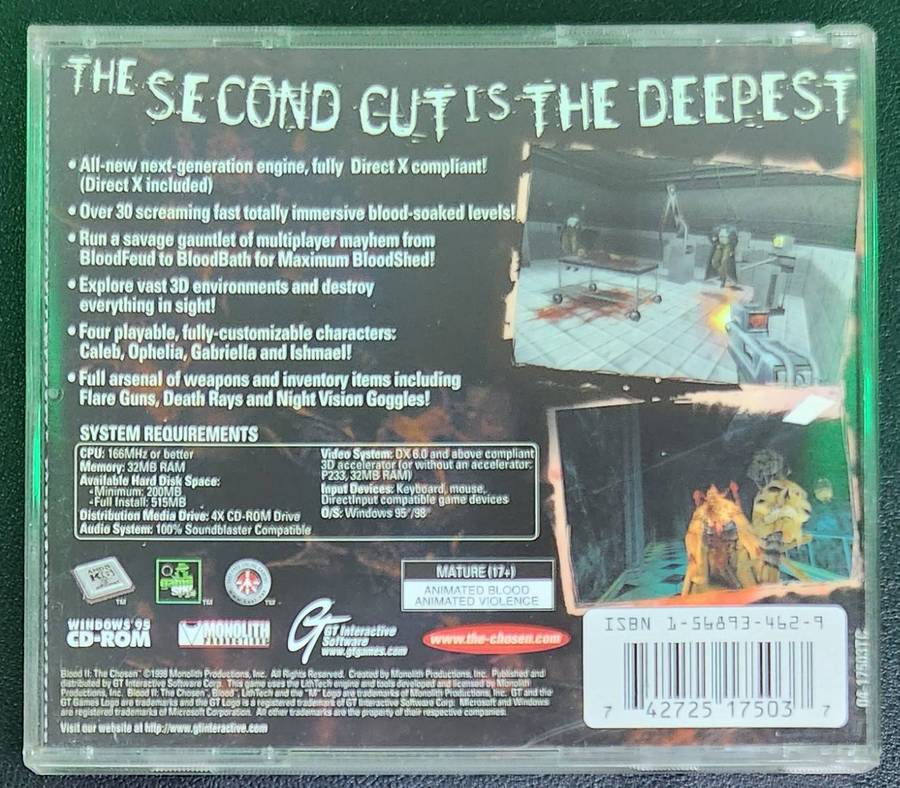 THE SECOND CUT IS THE DEEPEST
• All-new next-generation engine, fully Direct X compliant!
(Direct X included)
• Over 30 screaming fast totally immersive blood-soaked levels!
• Run a savage gauntlet of multiplayer mayhem from
BloodFeud to BloodBath for Maximum BloodShed!
• Explore vast 3D environments and destroy
everything in sight!
• Four playable, fully-customizable characters:
Caleb, Ophelia, Gabriella and Ishmael!
• Full arsenal of weapons and inventory items including
Flare Guns, Death Rays and Night Vision Goggles!
SYSTEM REQUIREMENTS
CPU: 166MHz or better
Memory: 32MB RAM
Available Hard Disk Space:
-Minimum: 200MB
-Full Install: 515MB
Distribution Media Drive: 4X CD-ROM Drive
Audio System: 100% Soundblaster Compatible
Video System: DX 6.0 and above compliant
3D accelerator (or without an accelerator:
P233, 32MB RAM)
Input Devices: Keyboard, mouse,
DirectInput compatible game devices
O/S: Windows 95 /98
AMD
K6
TM
game
spy
TM
TM
MATURE (17+)
ANIMATED BLOOD
ANIMATED VIOLENCE
WINDOWS 95
CD-ROM
MONOLITH
GT
GT Interactive
Software
www.gtgames.com
www.the-chosen.com
Blood II: The Chosen™ ©1998 Monolith Productions, Inc. All Rights Reserved. Created by Monolith Productions, Inc. Published and
distributed by GT Interactive Software Corp. This game uses the LithTech engine and tools developed and licensed by Monolith
Productions, Inc. Blood II: The Chosen™, Blood™, LithTech and the "M" Logo are trademarks of Monolith Productions, Inc. GT and the
GT Games Logo are trademarks and the GT Logo is a registered trademark of GT Interactive Software Corp. Microsoft and Windows
are registered trademarks of Microsoft Corporation. All other trademarks are the property of their respective companies.
Visit our website at http://www.gtinteractive.com
ISBN 1-56893-462-9
7 42725 17503 7